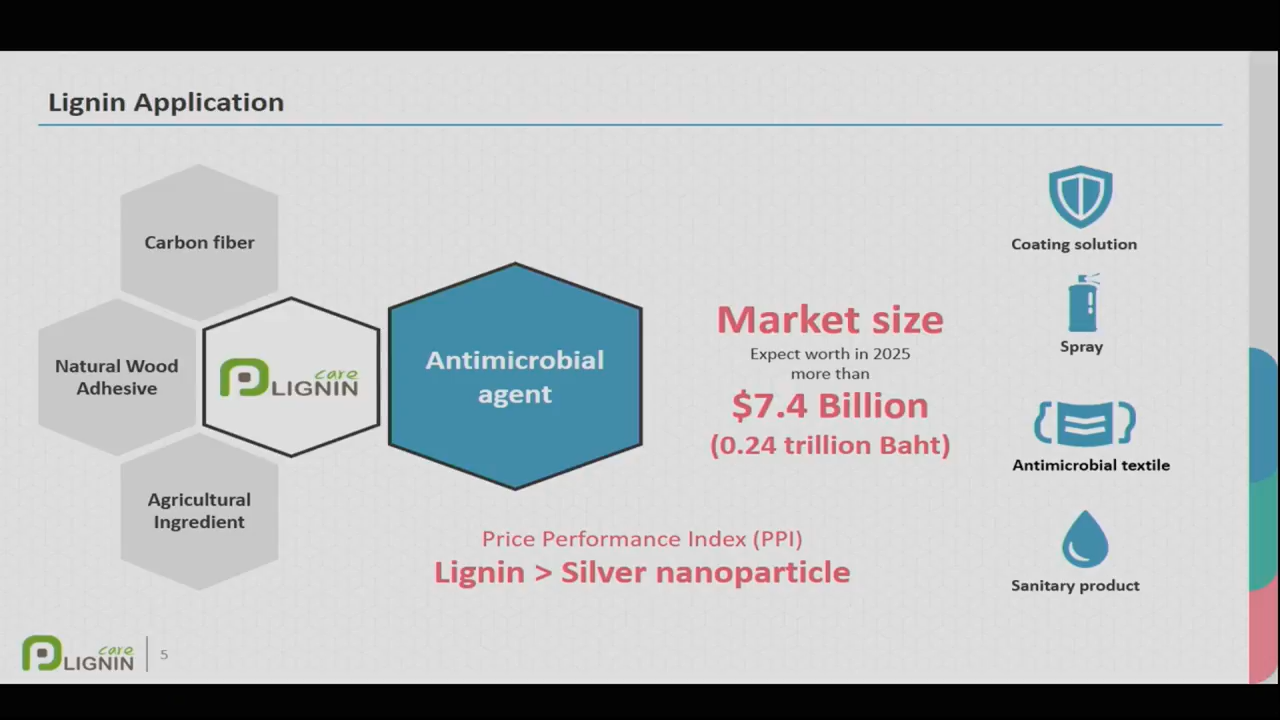 Lignin Application
Carbon fiber
Natural Wood
Adhesive
care
PLIGNIN
Agricultural
Ingredient
Antimicrobial
agent
Market size
Expect worth in 2025
more than
$7.4 Billion
(0.24 trillion Baht)
Price Performance Index (PPI)
Lignin > Silver nanoparticle
Coating solution
Spray
Antimicrobial textile
Sanitary product
care
PLIGNIN
5